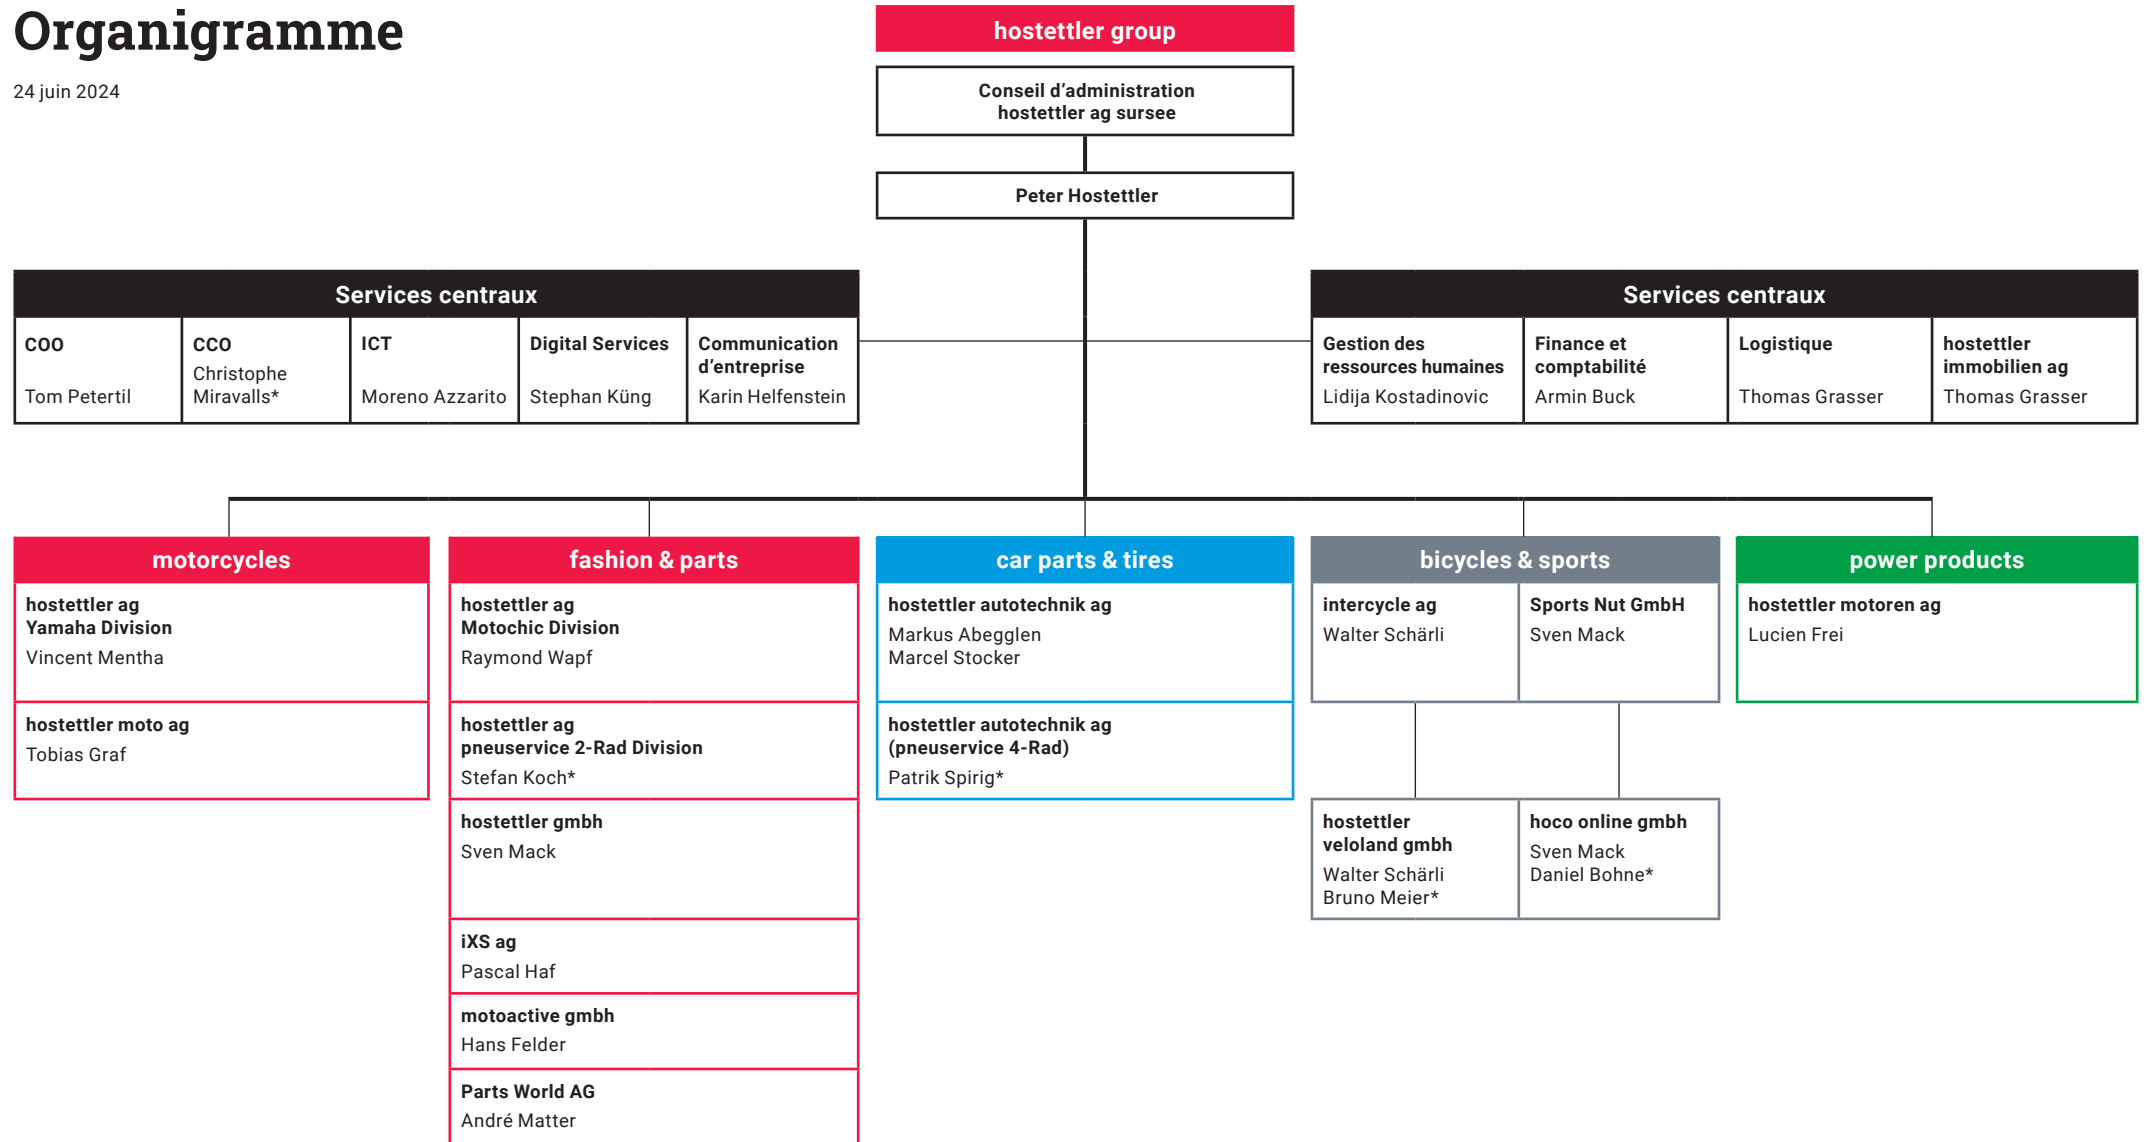 Organigramme
24 juin 2024
hostettler group
Conseil d’administration
hostettler ag sursee
Peter Hostettler
Services centraux
COO
Tom Petertil
CCO
Christophe
Miravalls*
ICT
Moreno Azzarito
Digital Services
Stephan Küng
Communication
d’entreprise
Karin Helfenstein
Services centraux
Gestion des
ressources humaines
Lidija Kostadinovic
Finance et
comptabilité
Armin Buck
Logistique
Thomas Grasser
hostettler
immobilien ag
Thomas Grasser
motorcycles
hostettler ag
Yamaha Division
Vincent Mentha
hostettler moto ag
Tobias Graf
fashion & parts
hostettler ag
Motochic Division
Raymond Wapf
hostettler ag
pneuservice 2-Rad Division
Stefan Koch*
hostettler gmbh
Sven Mack
iXS ag
Pascal Haf
motoactive gmbh
Hans Felder
Parts World AG
André Matter
car parts & tires
hostettler autotechnik ag
Markus Abegglen
Marcel Stocker
hostettler autotechnik ag
(pneuservice 4-Rad)
Patrik Spirig*
bicycles & sports
intercycle ag
Walter Schärli
Sports Nut GmbH
Sven Mack
hostettler
veloland gmbh
Walter Schärli
Bruno Meier*
hoco online gmbh
Sven Mack
Daniel Bohne*
power products
hostettler motoren ag
Lucien Frei